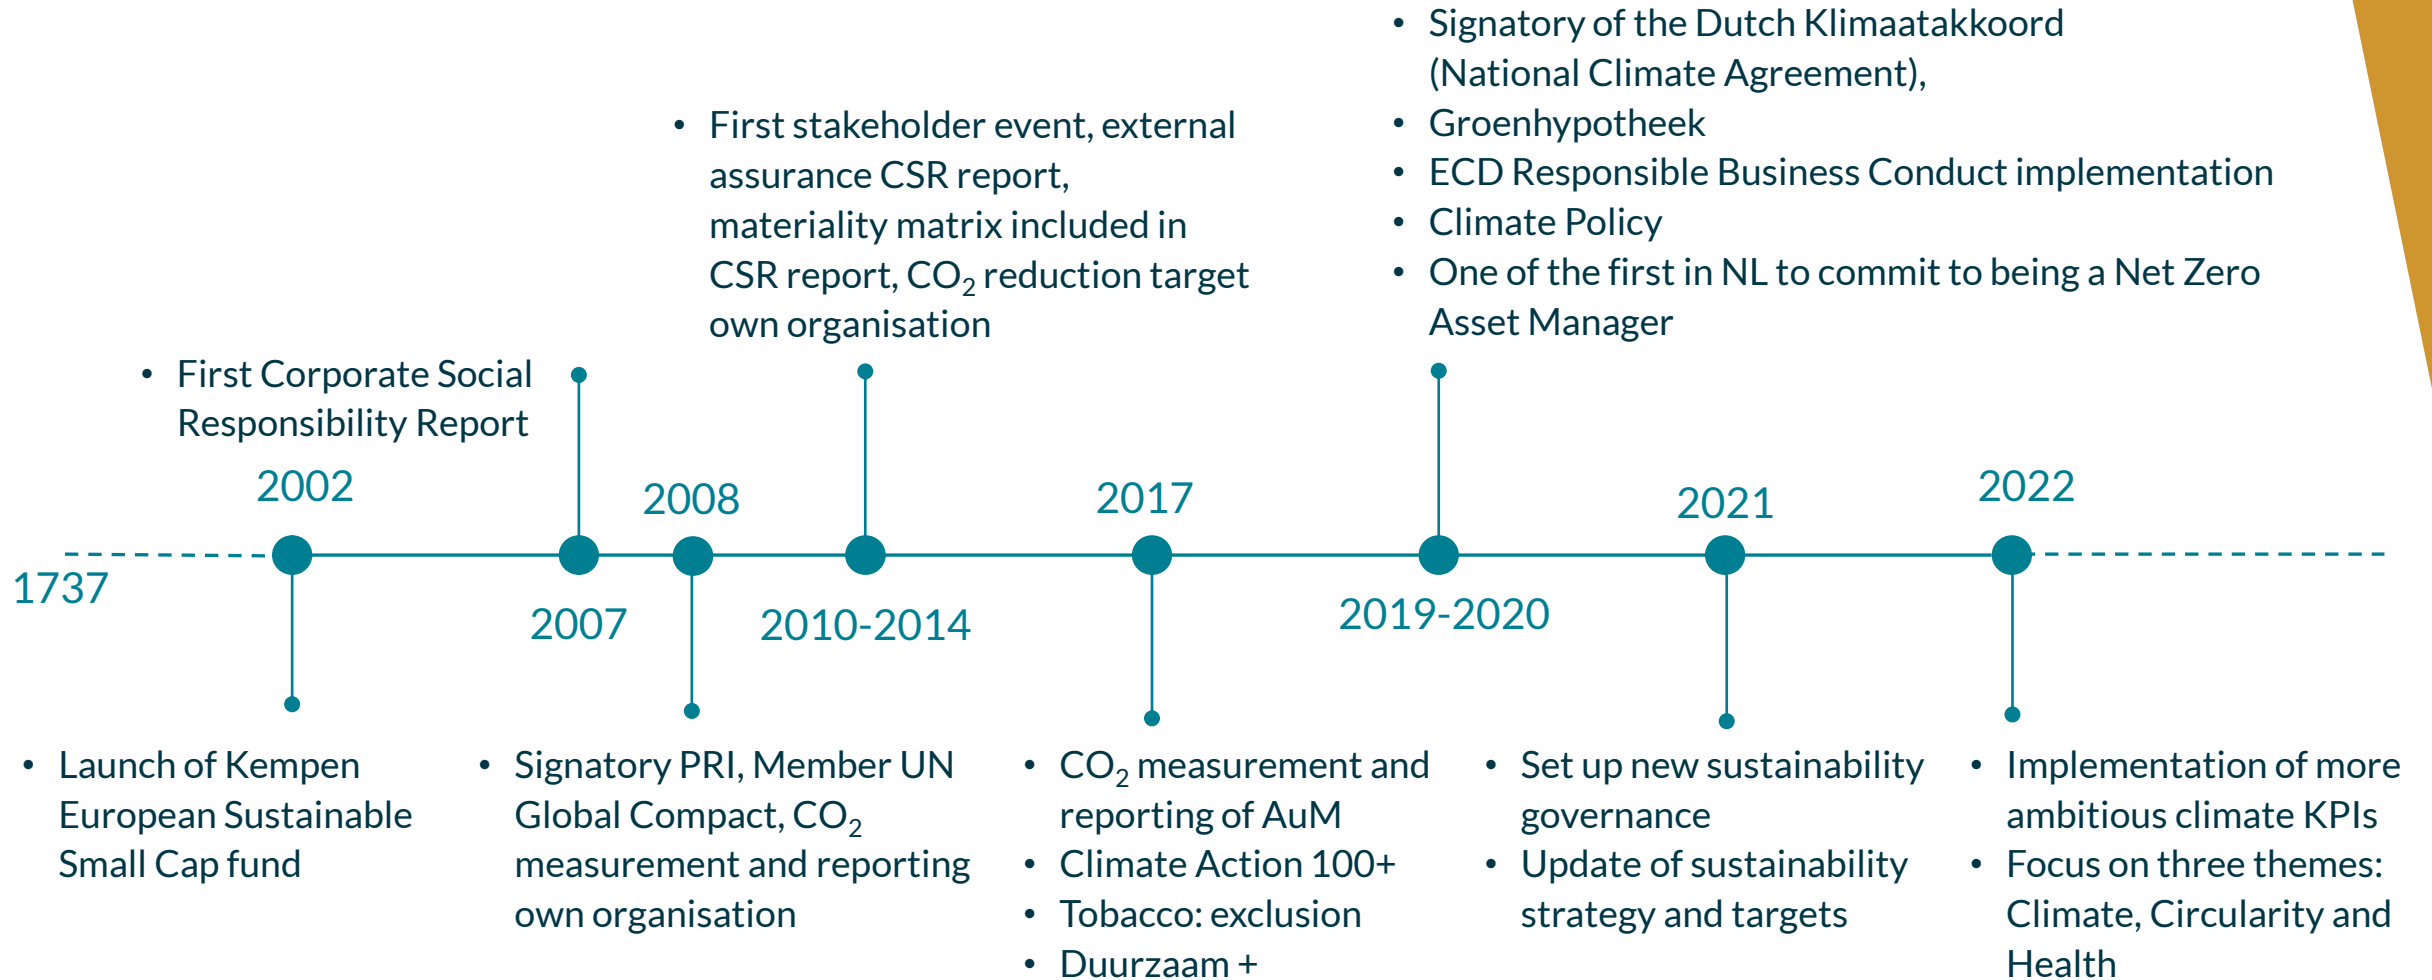 • Signatory of the Dutch Klimaatakkoord
(National Climate Agreement),
• Groenhypotheek
• ECD Responsible Business Conduct implementation
• Climate Policy
• One of the first in NL to commit to being a Net Zero
Asset Manager
• First stakeholder event, external
assurance CSR report,
materiality matrix included in
CSR report, CO₂ reduction target
own organisation
• First Corporate Social
Responsibility Report
2002
2008
2017
2021
2022
1737
2007
2010-2014
2019-2020
• Launch of Kempen
European Sustainable
Small Cap fund
• Signatory PRI, Member UN
Global Compact, CO₂
measurement and reporting
own organisation
• CO₂ measurement and
reporting of AuM
• Climate Action 100+
• Tobacco: exclusion
• Duurzaam +
• Set up new sustainability
governance
• Update of sustainability
strategy and targets
• Implementation of more
ambitious climate KPIs
• Focus on three themes:
Climate, Circularity and
Health